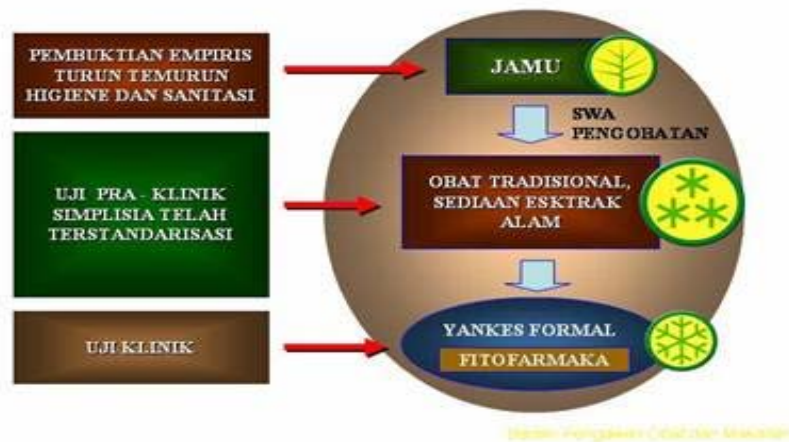 PEMBUKTIAN EMPIRIS
TURUN TEMURUN
HIGIENE DAN SANITASI
JAMU
SWA
PENGOBATAN
UJI PRA - KLINIK
SIMPLISIA TELAH
TERSTANDARISASI
OBAT TRADISIONAL,
SEDIAAN ESKTRAK
ALAM
UJI KLINIK
YANKES FORMAL
FITOFARMAKA